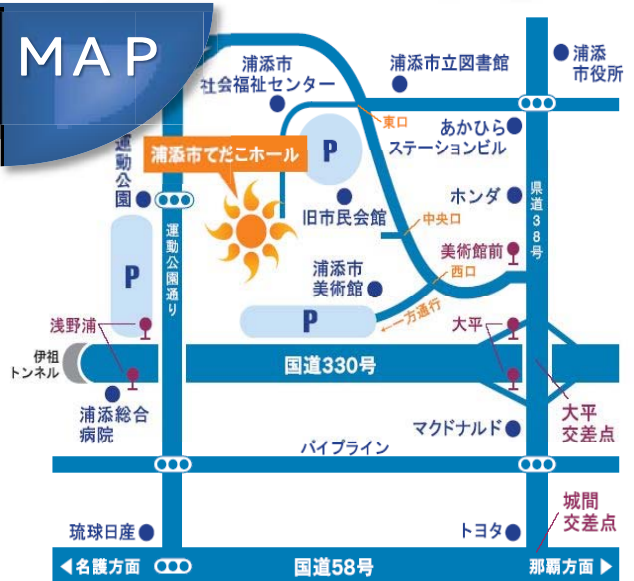 MAP
浦添市
社会福祉センター
浦添市立図書館
浦添
市役所
東口
あかひら
ステーションビル
浦添市てだこホール
P
運動公園
旧市民会館
ホンダ
県道38号
中央口
美術館前
運動公園通り
P
浦添市
美術館
西口
P
←一方通行
浅野浦
大平
伊祖
トンネル
国道330号
浦添総合
病院
マクドナルド
大平
交差点
パイプライン
城間
交差点
琉球日産
トヨタ
◀名護方面
国道58号
那覇方面▶